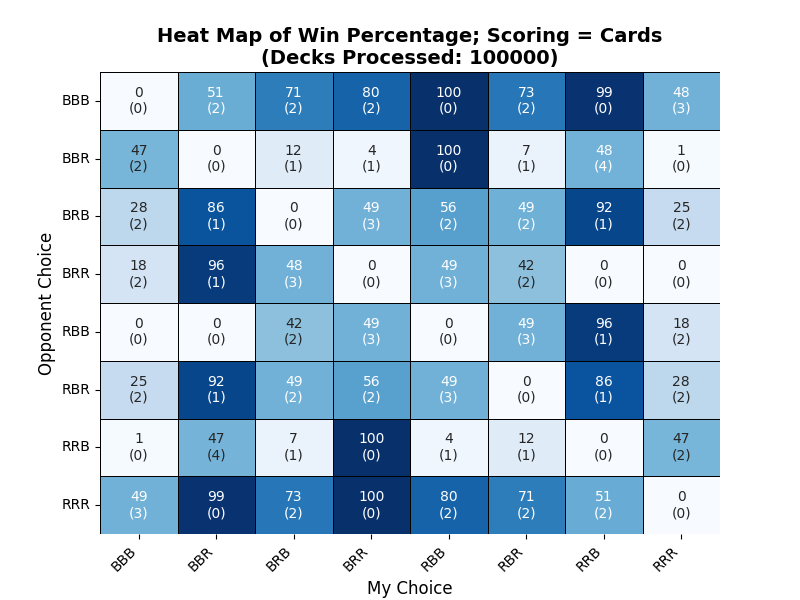 Heat Map of Win Percentage; Scoring = Cards
(Decks Processed: 100000)
Opponent Choice
BBB 0 51 71 80 100 73 99 48
(0) (2) (2) (2) (0) (2) (0) (3)
BBR 47 0 12 4 100 7 48 1
(2) (0) (1) (1) (0) (1) (4) (0)
BRB 28 86 0 49 56 49 92 25
(2) (1) (0) (3) (2) (2) (1) (2)
BRR 18 96 48 0 49 42 0 0
(2) (1) (3) (0) (3) (2) (0) (0)
RBB 0 0 42 49 0 49 96 18
(0) (0) (2) (3) (0) (3) (1) (2)
RBR 25 92 49 56 49 0 86 28
(2) (1) (2) (2) (3) (0) (1) (2)
RRB 1 47 7 100 4 12 0 47
(0) (4) (1) (0) (1) (1) (0) (2)
RRR 49 99 73 100 80 71 51 0
(3) (0) (2) (0) (2) (2) (2) (0)
BBB BBR BRB BRR RBB RBR RRB RRR
My Choice